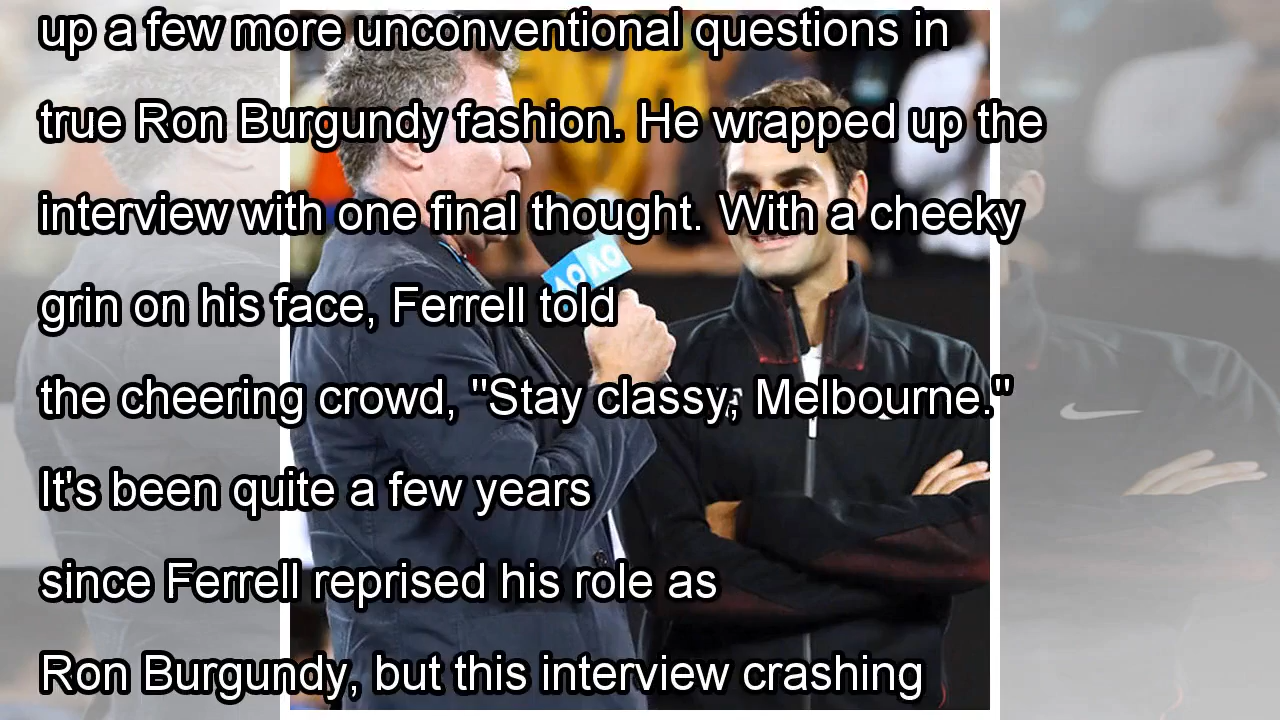 up a few more unconventional questions in
true Ron Burgundy fashion. He wrapped up the
interview with one final thought. With a cheeky
grin on his face, Ferrell told
AO AO
the cheering crowd, "Stay classy, Melbourne."
It's been quite a few years
since Ferrell reprised his role as
Ron Burgundy, but this interview crashing